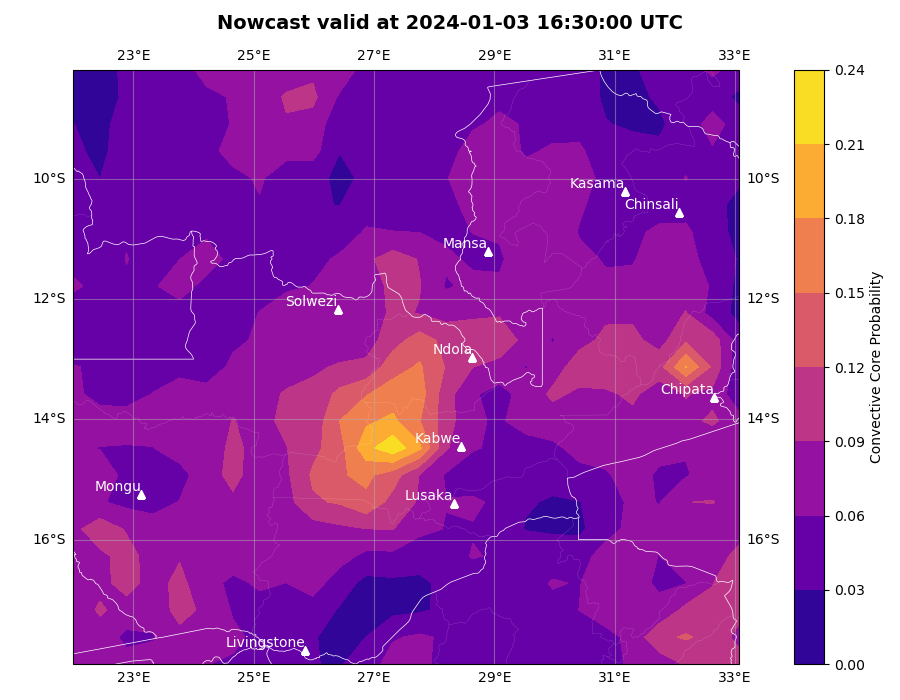 Nowcast valid at 2024-01-03 16:30:00 UTC
23°E 25°E 27°E 29°E 31°E 33°E
0.24
0.21
10°S 10°S
Kasama
Chinsali
0.18
Mansa
0.15
12°S 12°S
Solwezi
Ndola
0.12
Chipata
14°S 14°S
0.09
Kabwe
Mongu
Lusaka
0.06
16°S 16°S
0.03
Livingstone
0.00
23°E 25°E 27°E 29°E 31°E 33°E
Convective Core Probability